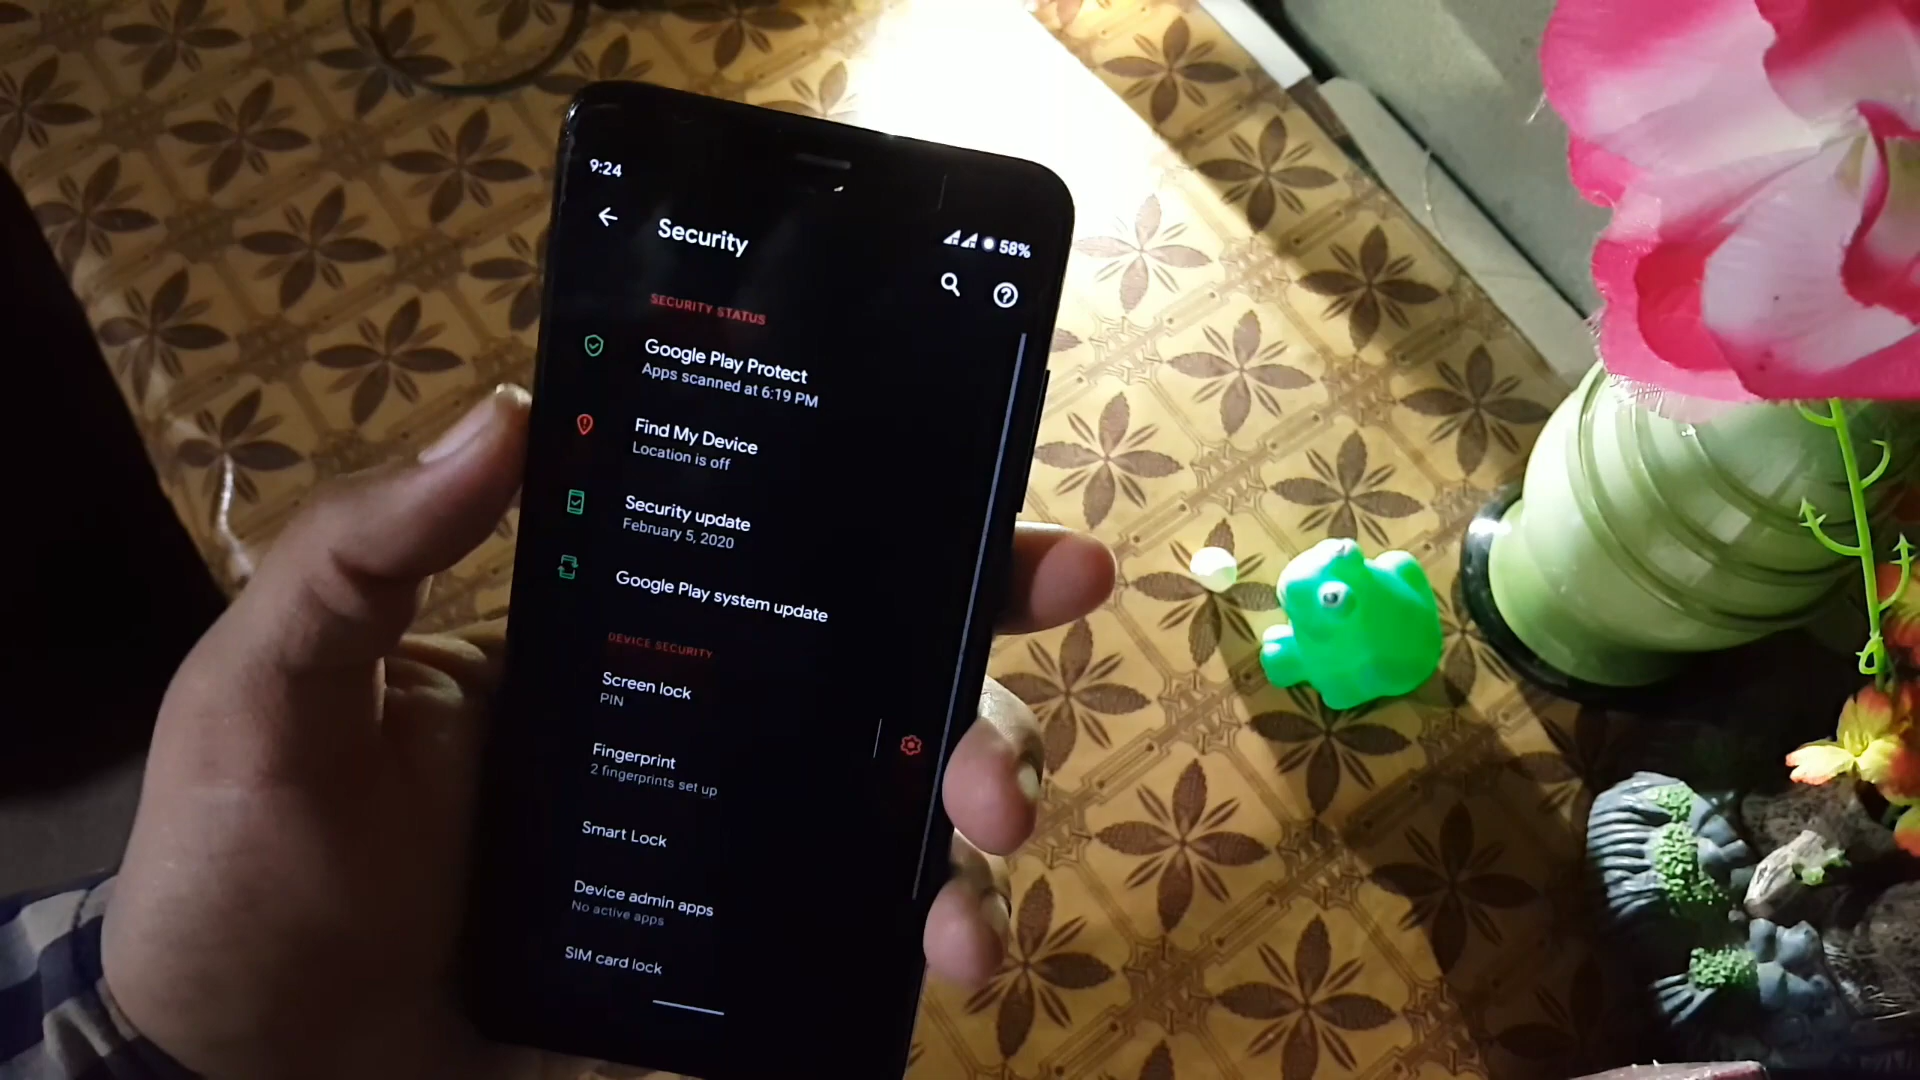 9:24
58%
Security
SECURITY STATUS
Google Play Protect
Apps scanned at 6:19 PM
Find My Device
Location is off
Security update
February 5, 2020
Google Play system update
DEVICE SECURITY
Screen lock
PIN
Fingerprint
2 fingerprints set up
Smart Lock
Device admin apps
No active apps
SIM card lock